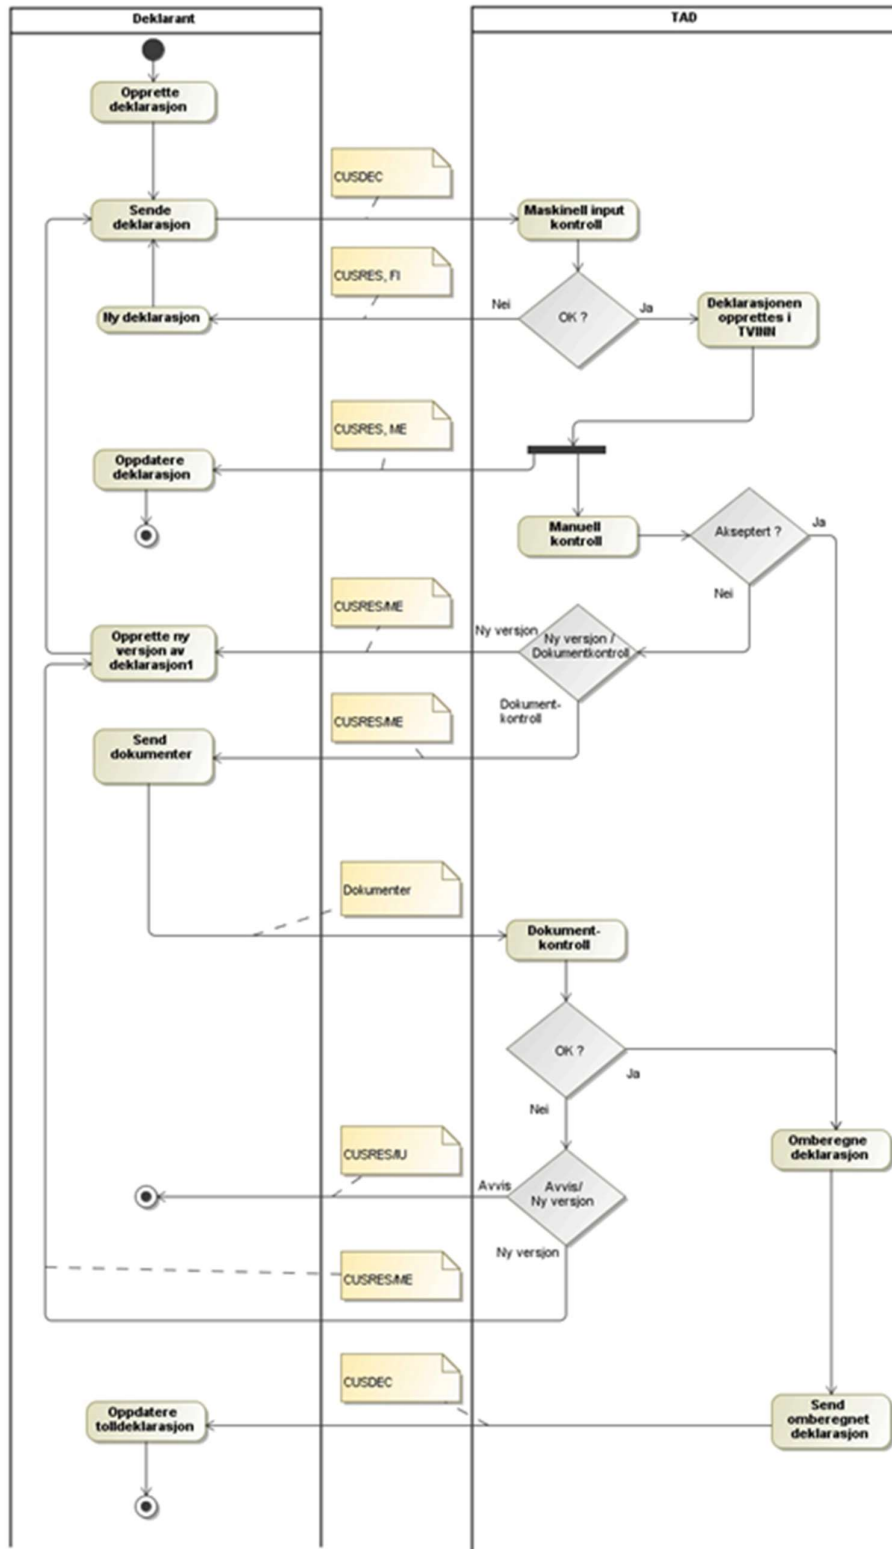 Deklarant
TAD
Opprette
deklarasjon
CUSDEC
Sende
deklarasjon
Maskinell input
kontroll
CUSRES, FI
Nei
OK ?
Ja
Deklarasjonen
opprettes i
TVINN
Ny deklarasjon
CUSRES, ME
Oppdatere
deklarasjon
Manuell
kontroll
Akseptert ?
Ja
Nei
CUSRES/ME
Opprette ny
versjon av
deklarasjon1
Ny versjon
Ny versjon /
Dokumentkontroll
Dokument-
kontroll
CUSRES/ME
Send
dokumenter
Dokumenter
Dokument-
kontroll
OK ?
Ja
Nei
CUSRES/IU
Avvis
Avvis/
Ny versjon
Omberegne
deklarasjon
Ny versjon
CUSRES/ME
CUSDEC
Oppdatere
tolldeklarasjon
Send
omberegnet
deklarasjon